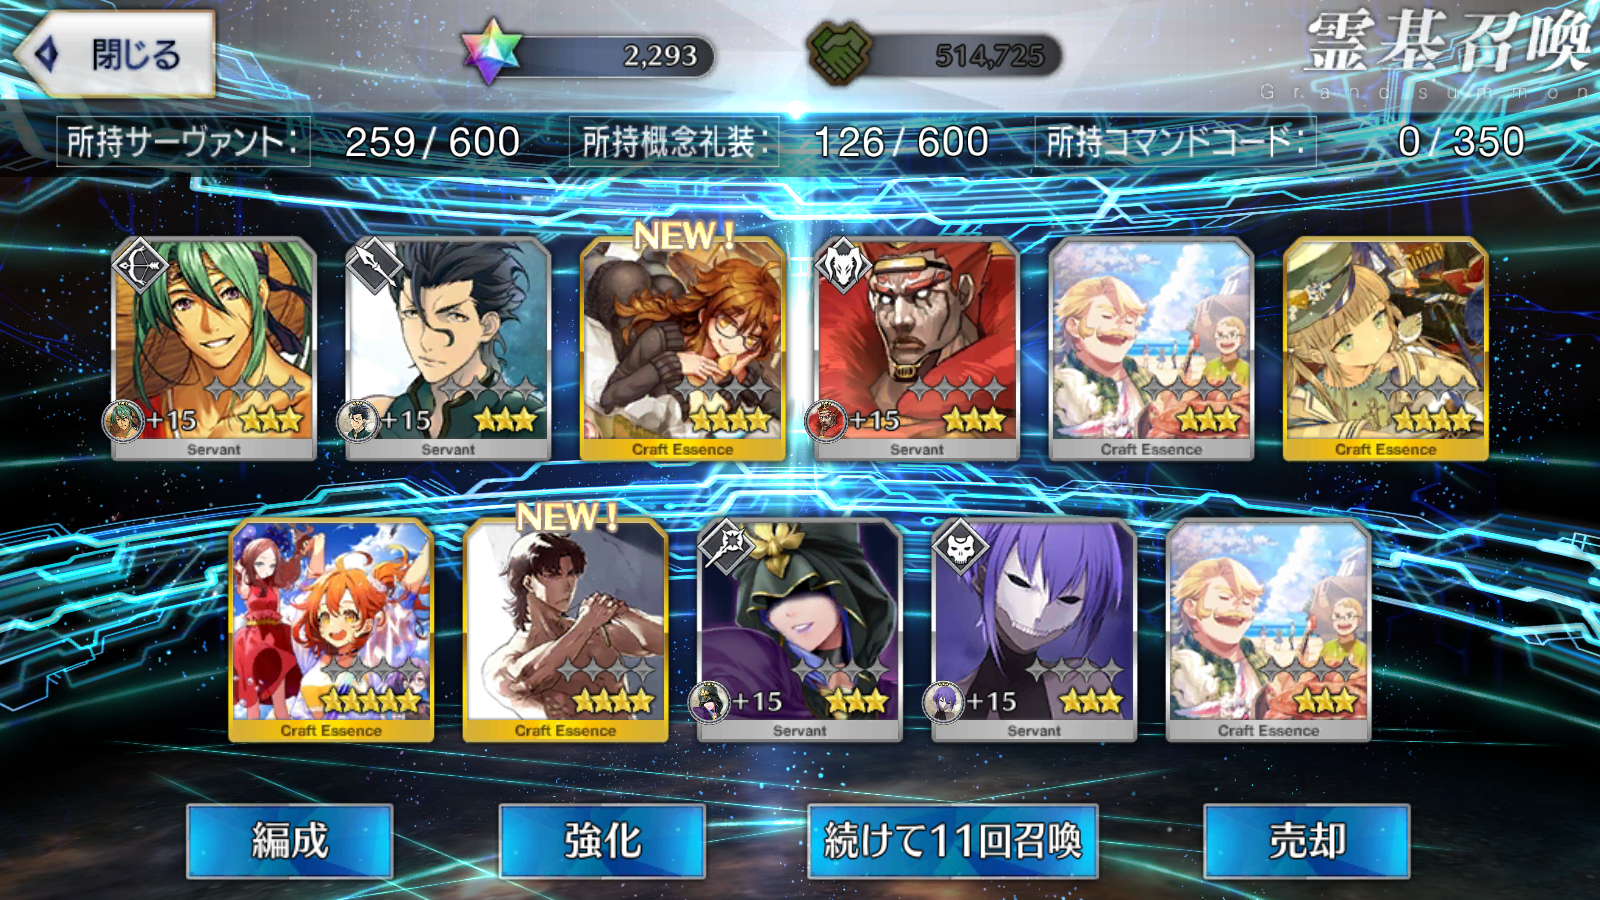 閉じる
2,293
514,725
霊基召喚
Grand summon
所持サーヴァント: 259 / 600
所持概念礼装: 126 / 600
所持コマンドコード: 0 / 350
NEW!
+15
Servant
+15
Servant
Craft Essence
+15
Servant
Craft Essence
Craft Essence
NEW!
Craft Essence
Craft Essence
+15
Servant
+15
Servant
Craft Essence
編成
強化
続けて11回召喚
売却